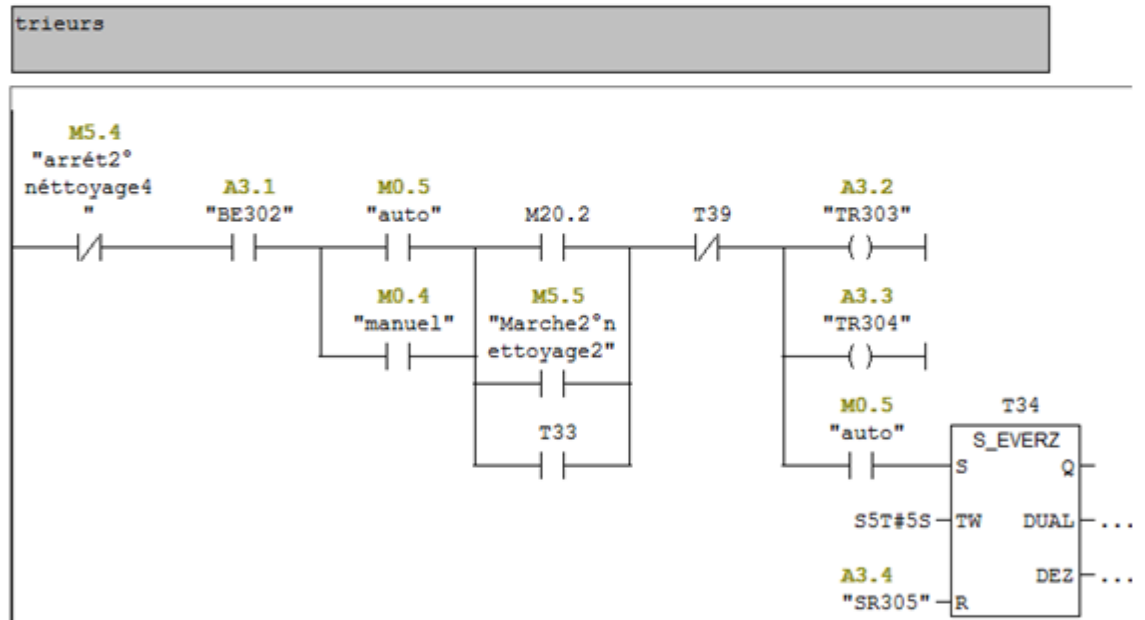 trieurs
M5.4
"arrét2°
néttoyage4
"
A3.1
"BE302"
M0.5
"auto"
M20.2
T39
A3.2
"TR303"
M0.4
"manuel"
M5.5
"Marche2°n
ettoyage2"
A3.3
"TR304"
T33
M0.5
"auto"
T34
S_EVERZ
S Q
S5T#5S TW DUAL ...
A3.4 DEZ ...
"SR305" R